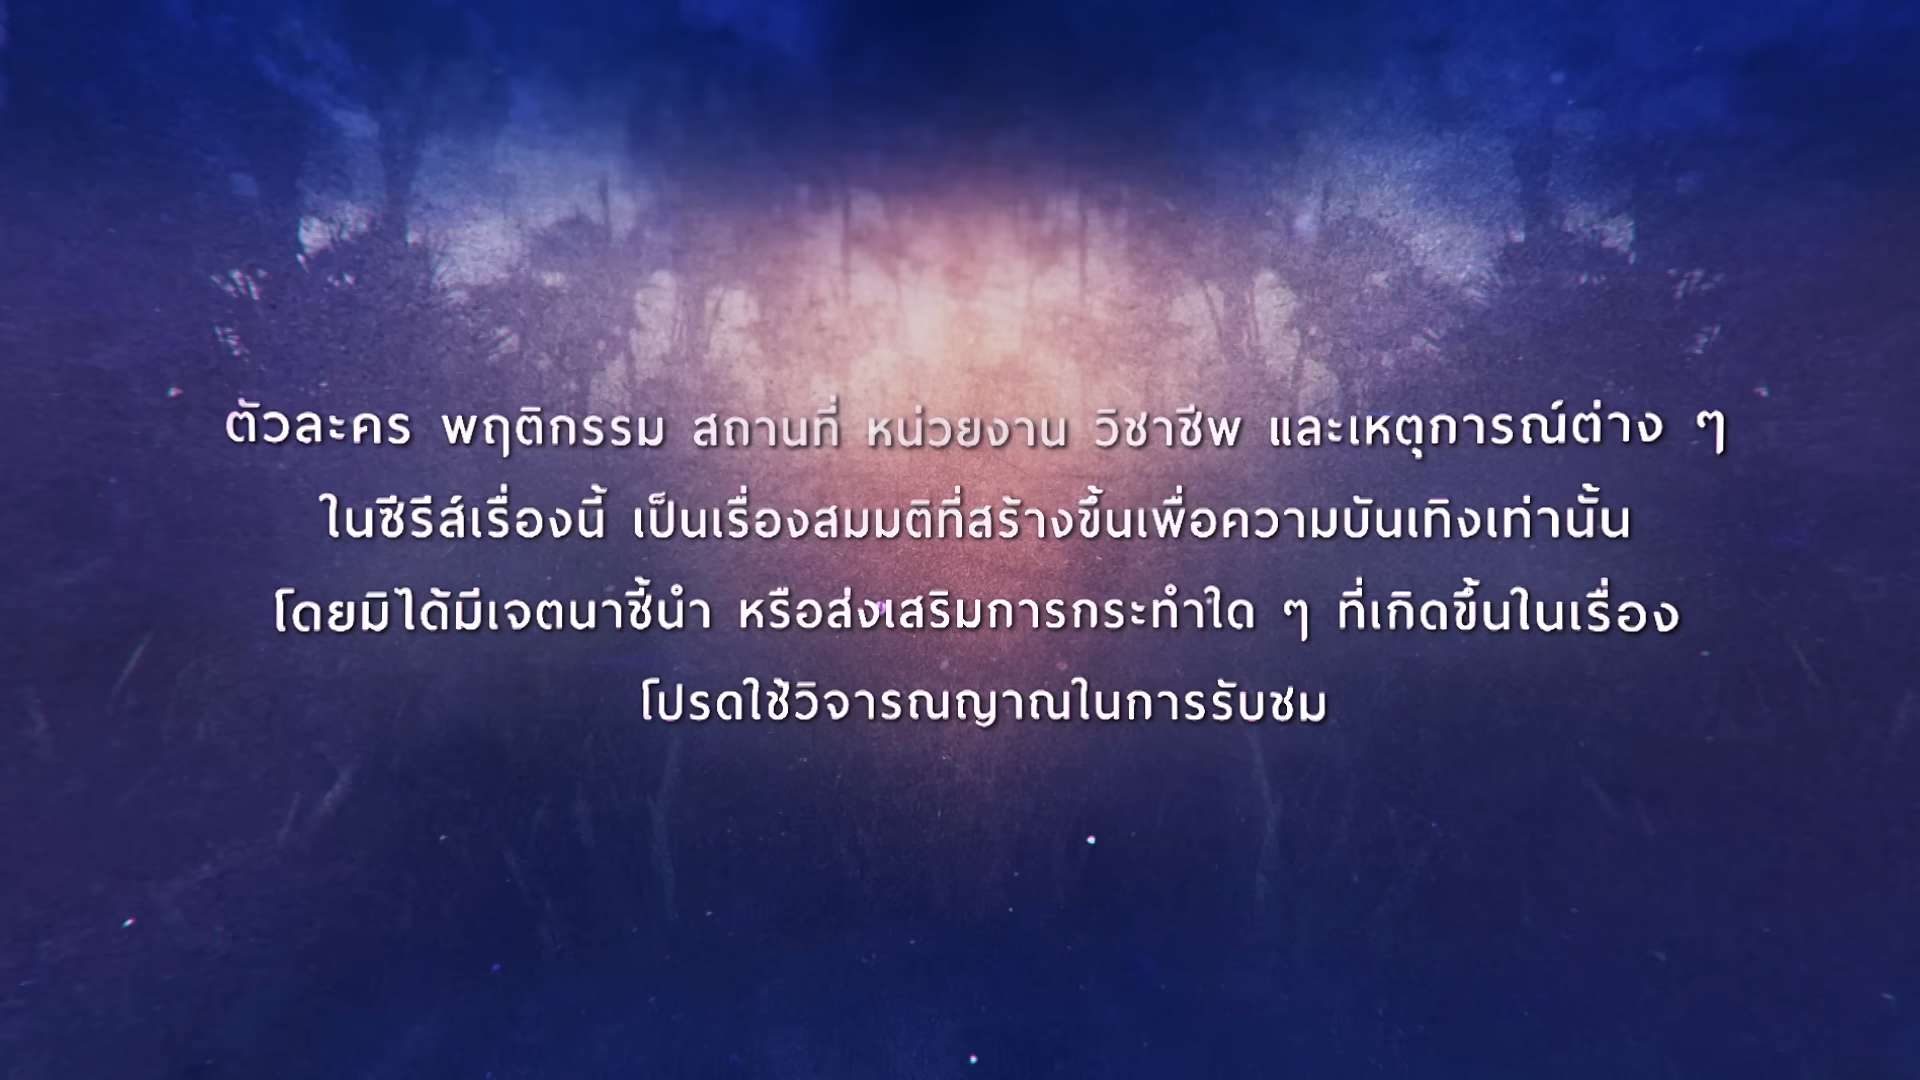 ตัวละคร พฤติกรรม สถานที่ หน่วยงาน วิชาชีพ และเหตุการณ์ต่าง ๆ
ในซีรีส์เรื่องนี้ เป็นเรื่องสมมติที่สร้างขึ้นเพื่อความบันเทิงเท่านั้น
โดยมิได้มีเจตนาชี้นำ หรือส่งเสริมการกระทำใด ๆ ที่เกิดขึ้นในเรื่อง
โปรดใช้วิจารณญาณในการรับชม